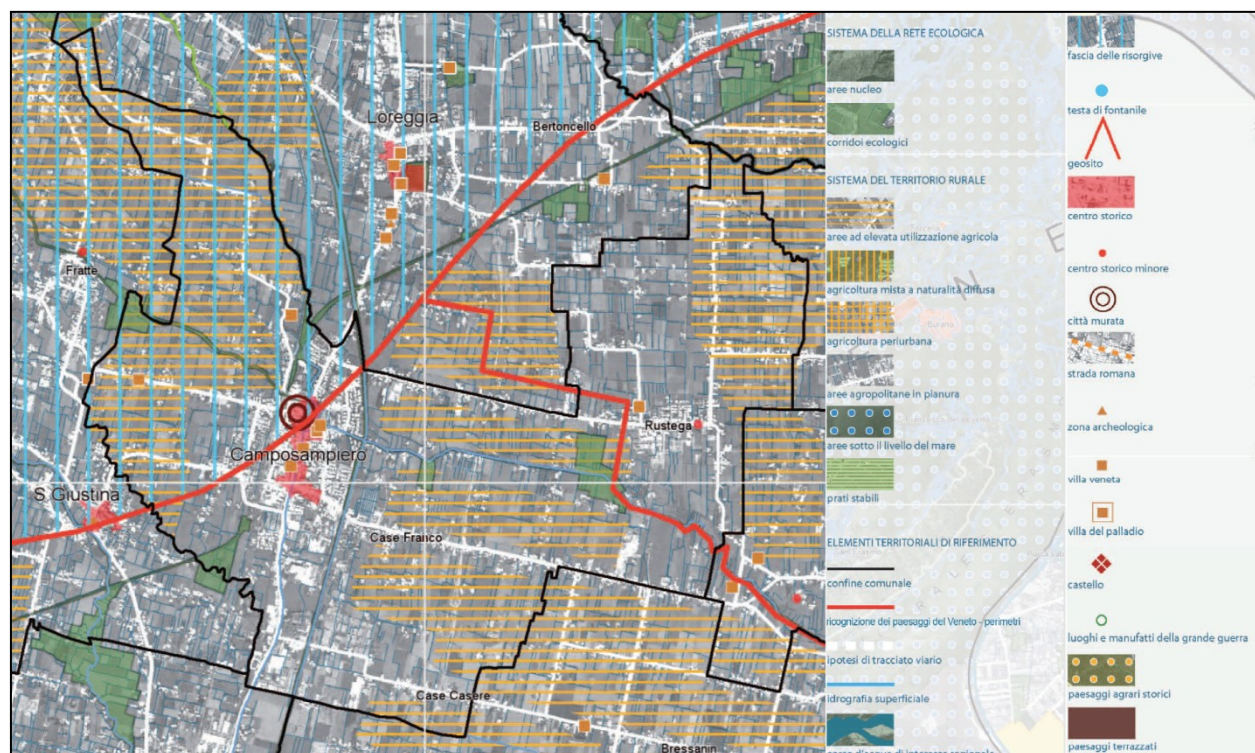 Loreggia
Bertoncello
Fratte
Rustega
Camposampiero
S Giustina
Case Franco
Case Casere
Bressanin
SISTEMA DELLA RETE ECOLOGICA
aree nucleo
corridoi ecologici
SISTEMA DEL TERRITORIO RURALE
aree ad elevata utilizzazione agricola
agricoltura mista a naturalità diffusa
agricoltura periurbana
aree agropolitane in pianura
aree sotto il livello del mare
prati stabili
ELEMENTI TERRITORIALI DI RIFERIMENTO
confine comunale
ricognizione dei paesaggi del Veneto - perimetri
ipotesi di tracciato viario
idrografia superficiale
fascia delle risorgive
testa di fontanile
geosito
centro storico
centro storico minore
città murata
strada romana
zona archeologica
villa veneta
villa del palladio
castello
luoghi e manufatti della grande guerra
paesaggi agrari storici
paesaggi terrazzati
Burano